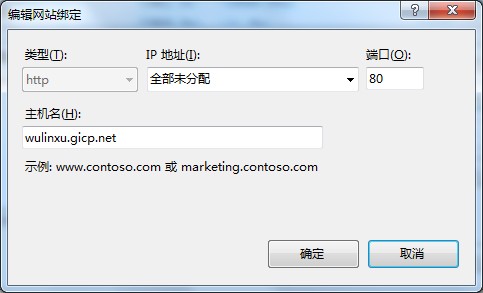 编辑网站绑定
类型(T): IP 地址(I): 端口(O):
http 全部未分配 80
主机名(H):
wulinxu.gicp.net
示例: www.contoso.com 或 marketing.contoso.com
确定 取消